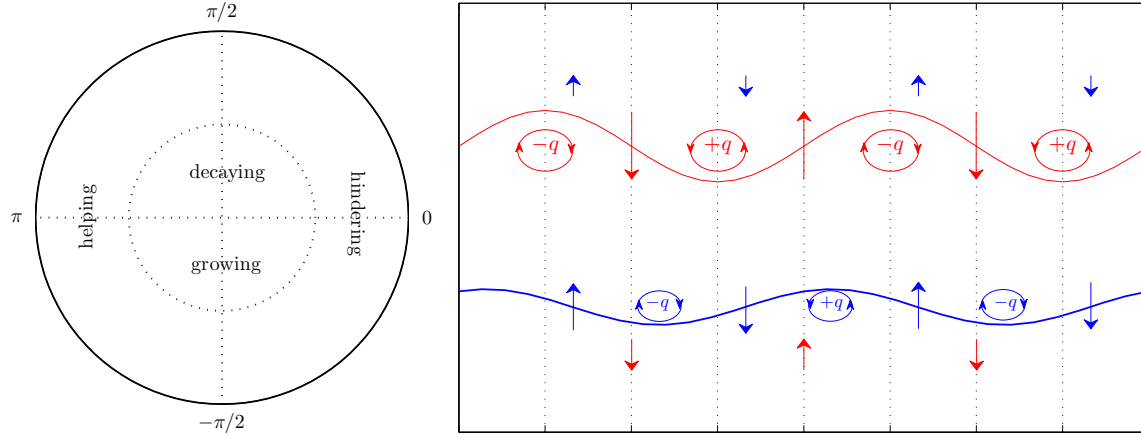 π/2
decaying
helping
hindering
π
0
growing
−π/2
−q
+q
−q
+q
−q
+q
−q